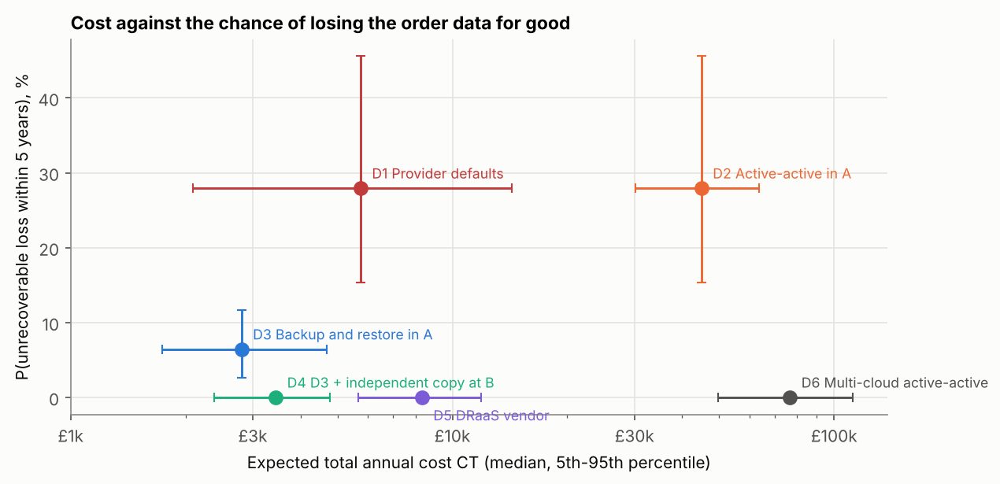 Cost against the chance of losing the order data for good
P(unrecoverable loss within 5 years), %
40
30
20
10
0
D1 Provider defaults
D2 Active-active in A
D3 Backup and restore in A
D4 D3 + independent copy at B
D6 Multi-cloud active-active
D5 DRaaS vendor
£1k
£3k
£10k
£30k
£100k
Expected total annual cost CT (median, 5th-95th percentile)